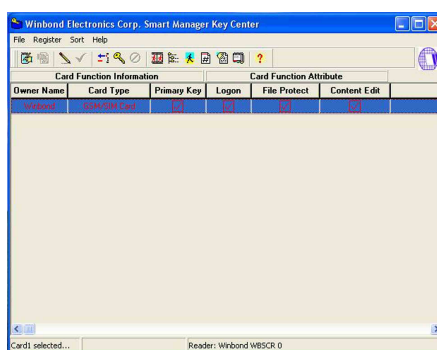 Winbond Electronics Corp. Smart Manager Key Center
File Register Sort Help
Card Function Information Card Function Attribute
Owner Name Card Type Primary Key Logon File Protect Content Edit
Winbond GSM/SIM Card
Card1 selected... Reader: Winbond WBSCR 0